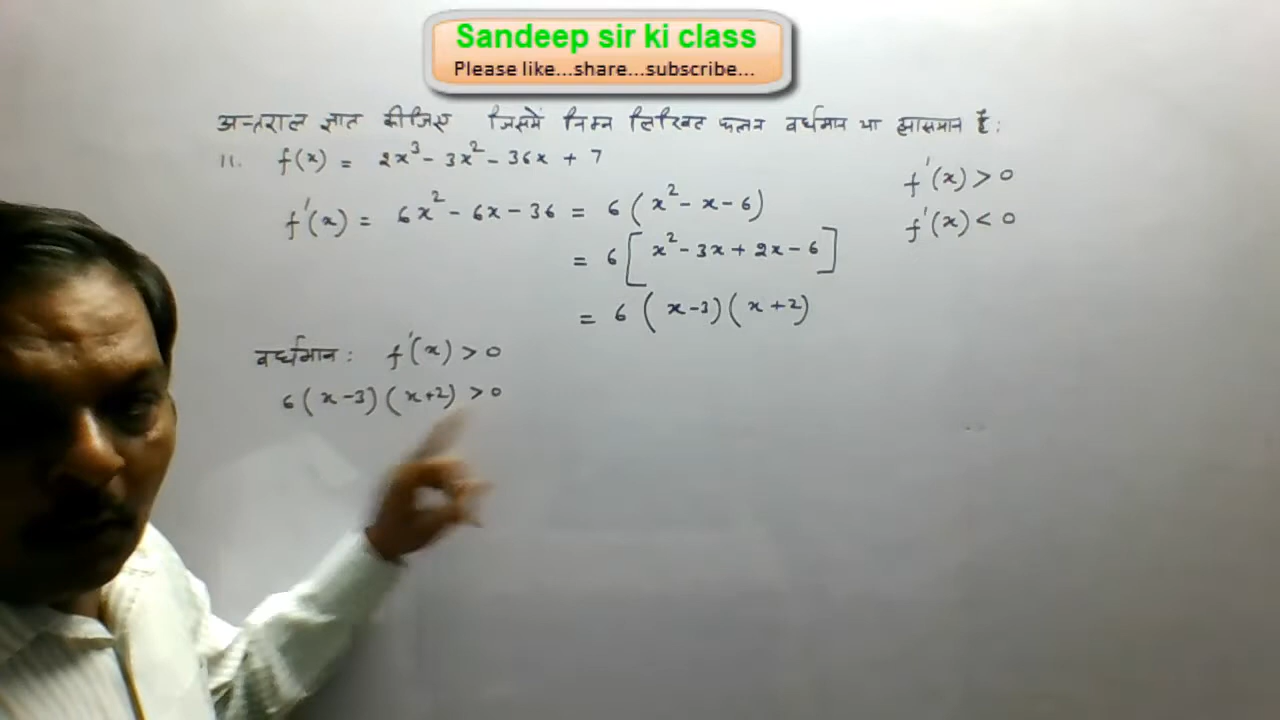 Sandeep sir ki class
Please like...share...subscribe...
अन्तराल ज्ञात कीजिए जिसमें निम्न लिखित फलन वर्धमान या ह्रासमान है:
11. f(x) = 2x³ - 3x² - 36x + 7
f'(x) > 0
f'(x) = 6x² - 6x - 36 = 6(x² - x - 6)
f'(x) < 0
= 6[x² - 3x + 2x - 6]
= 6(x-3)(x+2)
वर्धमान: f'(x) > 0
6(x-3)(x+2) > 0